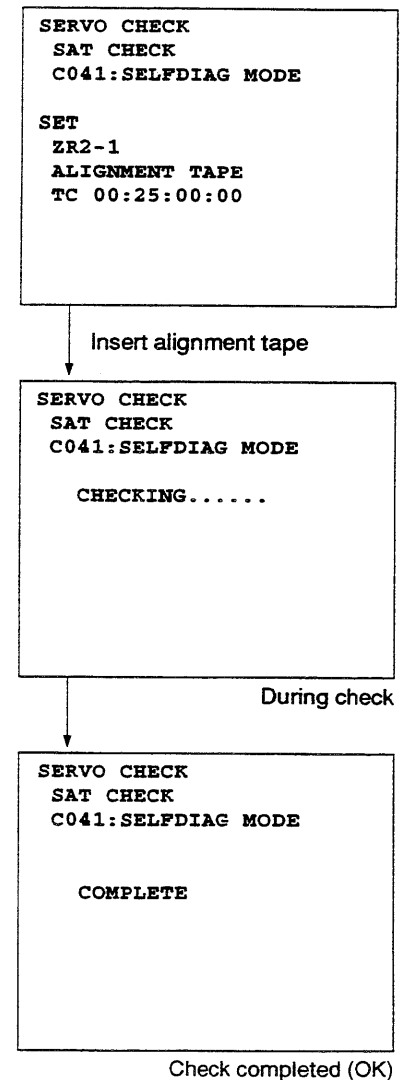 SERVO CHECK
SAT CHECK
C041:SELFDIAG MODE
SET
ZR2-1
ALIGNMENT TAPE
TC 00:25:00:00
Insert alignment tape
SERVO CHECK
SAT CHECK
C041:SELFDIAG MODE
CHECKING......
During check
SERVO CHECK
SAT CHECK
C041:SELFDIAG MODE
COMPLETE
Check completed (OK)